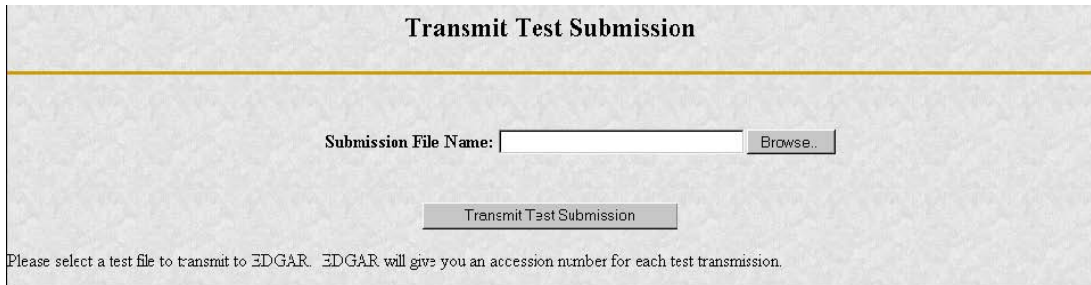 Transmit Test Submission
Submission File Name: Browse..
Transmit Test Submission
Please select a test file to transmit to EDGAR. EDGAR will give you an accession number for each test transmission.